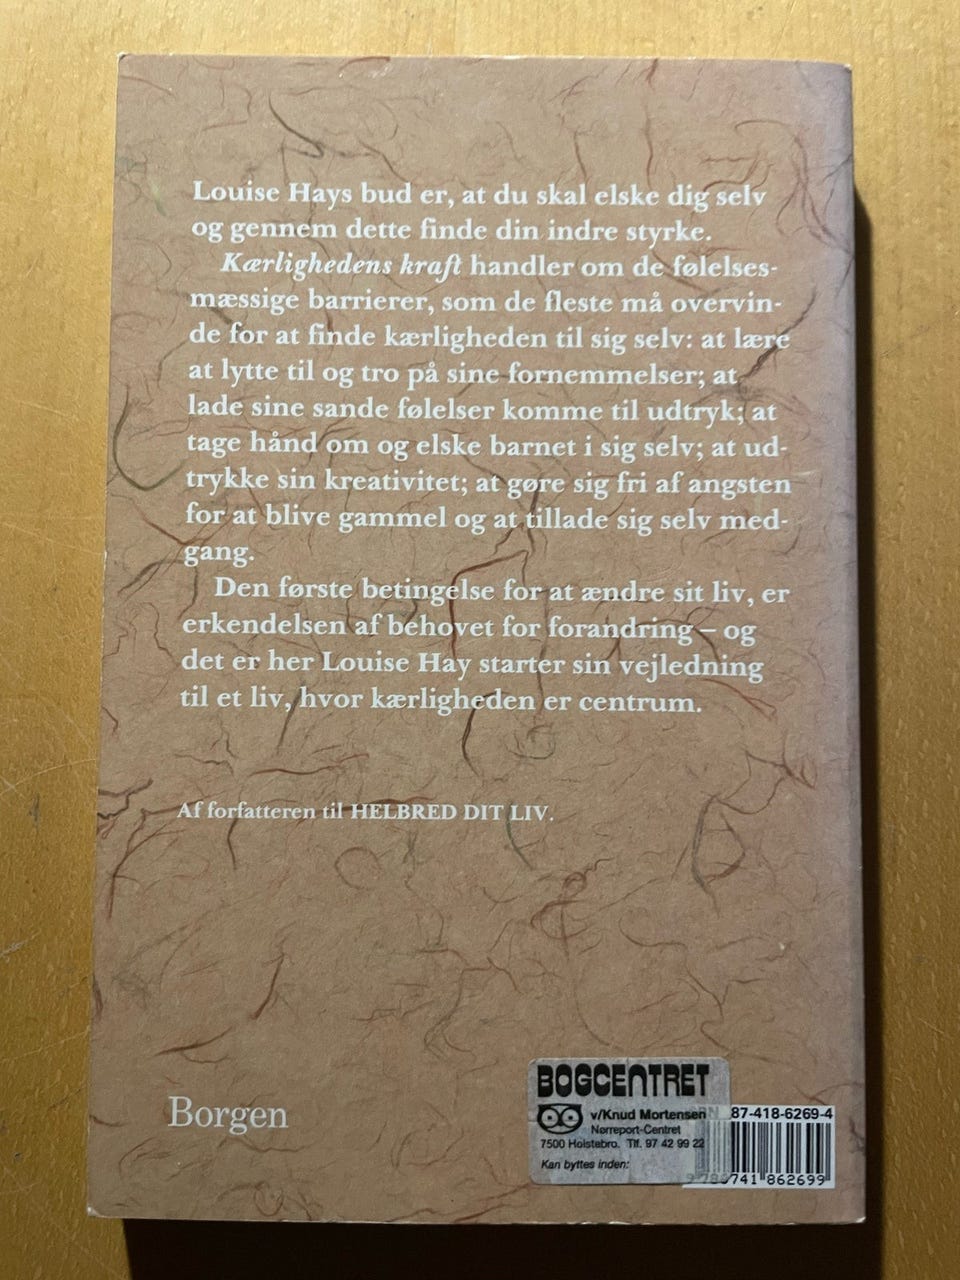 Louise Hays bud er, at du skal elske dig selv
og gennem dette finde din indre styrke.
Kærlighedens kraft handler om de følelses-
mæssige barrierer, som de fleste må overvin-
de for at finde kærligheden til sig selv: at lære
at lytte til og tro på sine fornemmelser; at
lade sine sande følelser komme til udtryk; at
tage hånd om og elske barnet i sig selv; at ud-
trykke sin kreativitet; at gøre sig fri af angsten
for at blive gammel og at tillade sig selv med-
gang.
Den første betingelse for at ændre sit liv, er
erkendelsen af behovet for forandring – og
det er her Louise Hay starter sin vejledning
til et liv, hvor kærligheden er centrum.
Af forfatteren til HELBRED DIT LIV.
Borgen
BOGCENTRET
v/Knud Mortensen
Nørreport-Centret
7500 Holstebro. Tlf. 97 42 99 22
Kan byttes inden:
87-418-6269-4
9 788741 862699